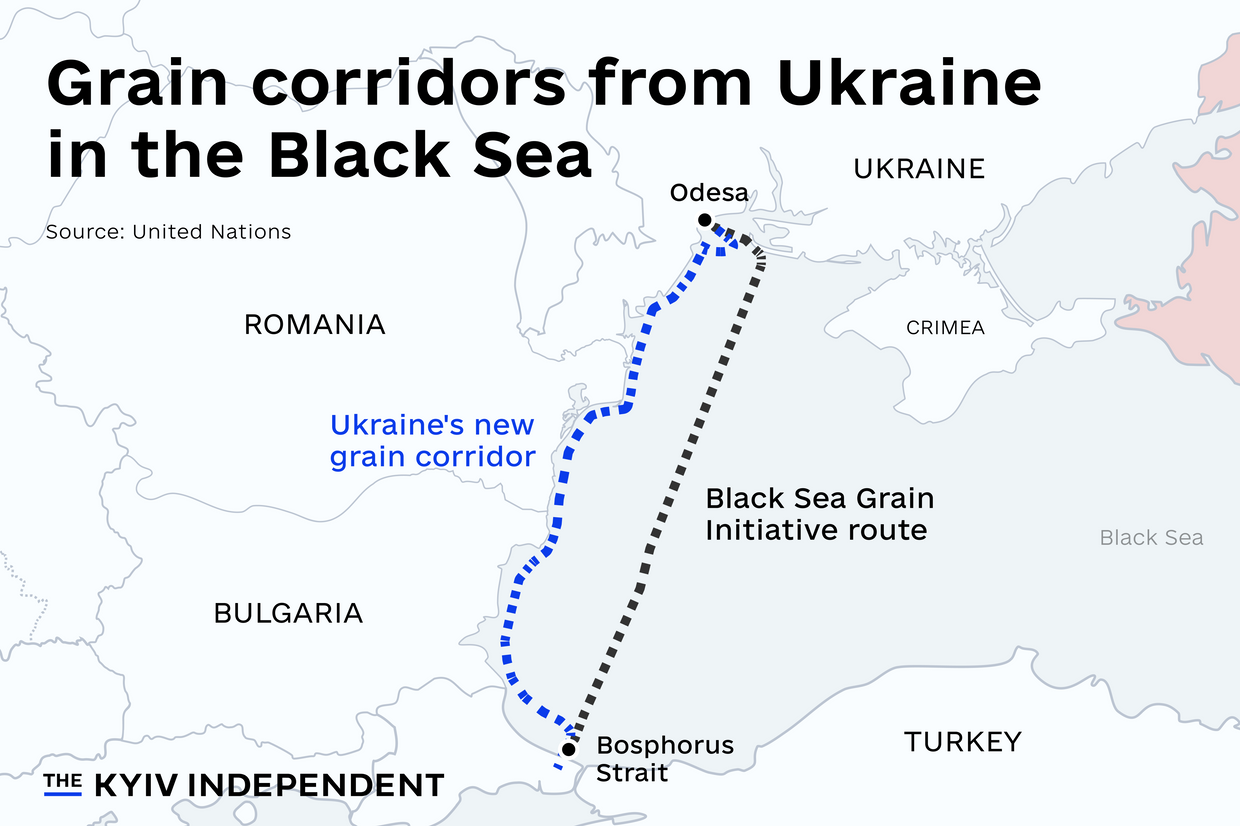 Grain corridors from Ukraine
in the Black Sea
Source: United Nations
Odesa
UKRAINE
ROMANIA
CRIMEA
Ukraine's new
grain corridor
Black Sea Grain
Initiative route
Black Sea
BULGARIA
Bosphorus
Strait
TURKEY
THE KYIV INDEPENDENT